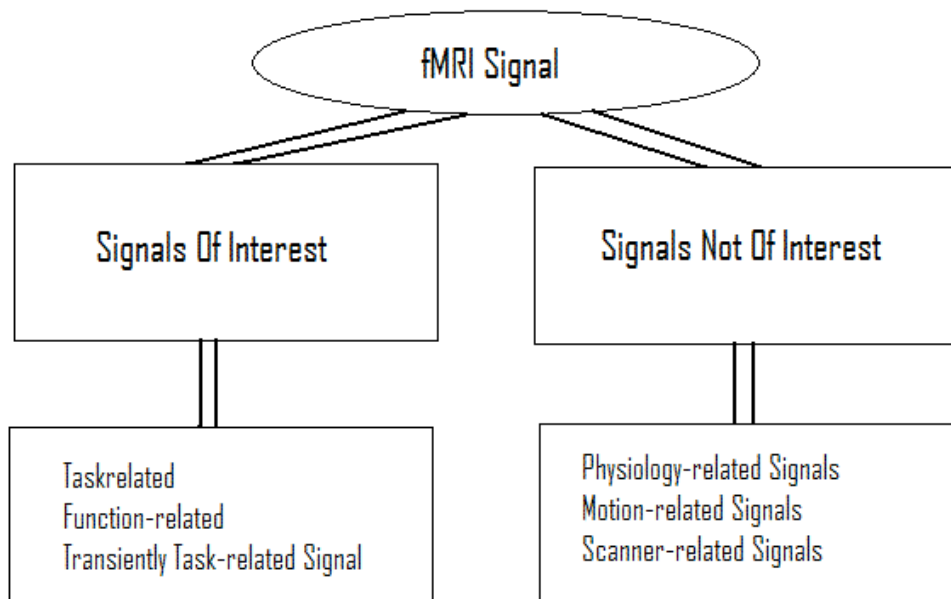 fMRI Signal
Signals Of Interest
Signals Not Of Interest
Taskrelated
Function-related
Transiently Task-related Signal
Physiology-related Signals
Motion-related Signals
Scanner-related Signals